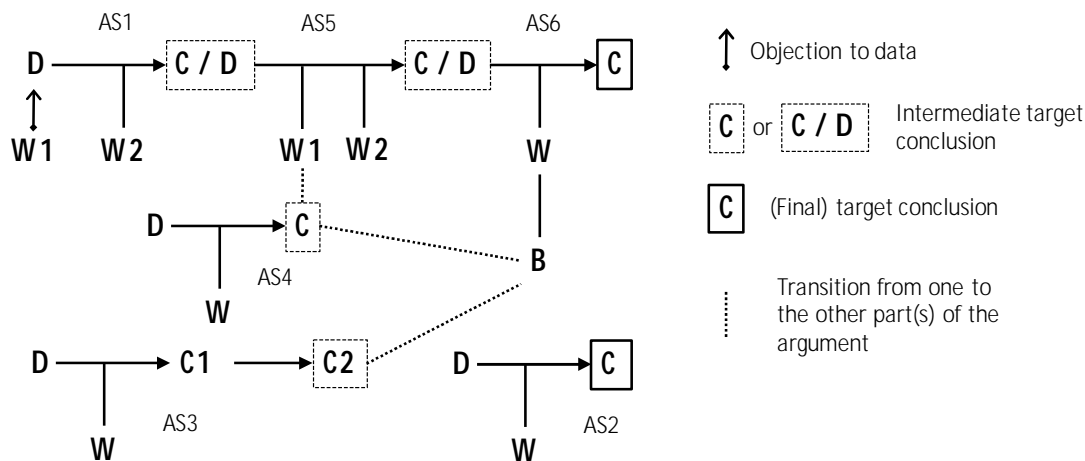 AS1 AS5 AS6
D C / D C / D C
W1 W2 W1 W2 W
D C
B
AS4
W
D C1 C2 D C
AS3 AS2
W W
Objection to data
C or C / D Intermediate target
conclusion
C (Final) target conclusion
Transition from one to
the other part(s) of the
argument